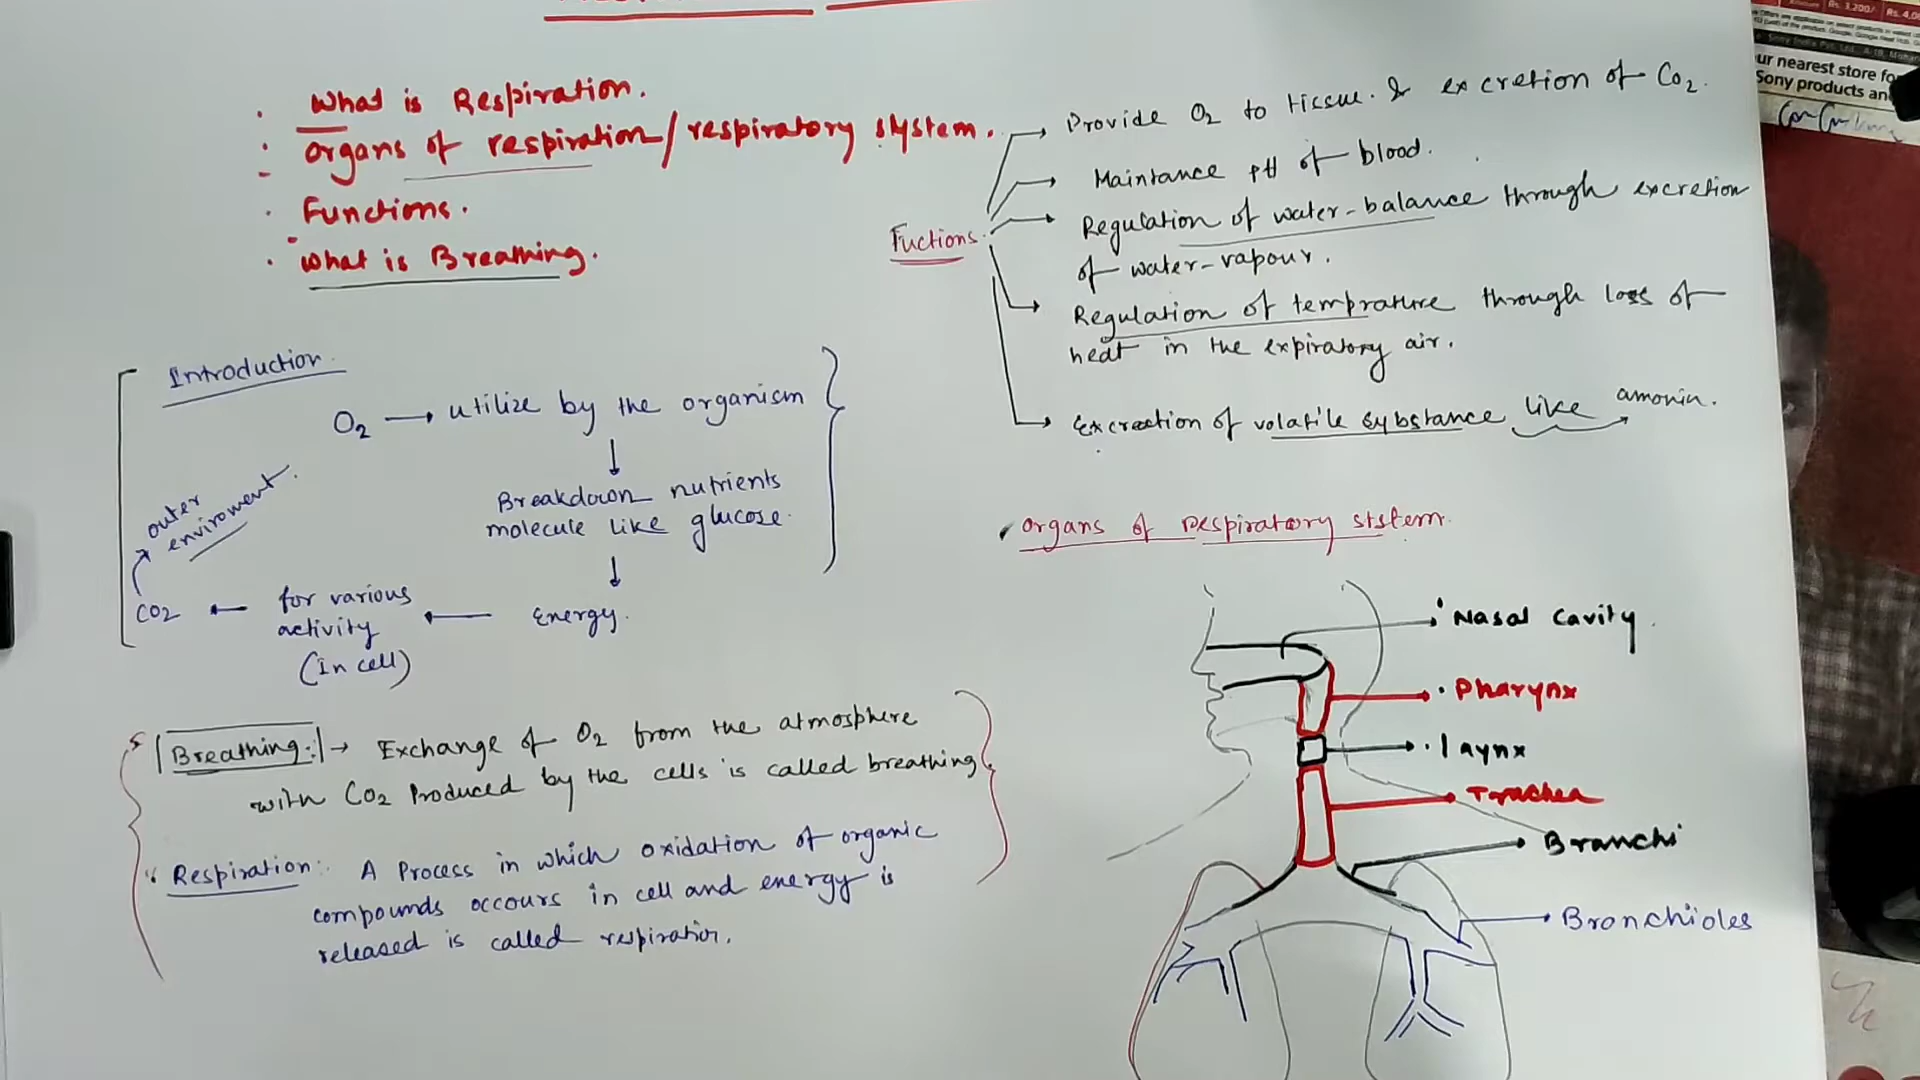 . What is Respiration.
. organs of respiration/respiratory system.
. Functions.
. what is Breathing.
Introduction
O2 → utilize by the organism
↓
Breakdown nutrients
molecule like glucose
↓
Energy
←
for various
activity
(In cell)
←
CO2
outer
enviroment
Breathing: → Exchange of O2 from the atmosphere
with CO2 produced by the cells is called breathing
Respiration: A Process in which oxidation of organic
compounds occours in cell and energy is
released is called respiration.
Fuctions
→ Provide O2 to tissue & excretion of CO2.
→ Maintance pH of blood.
→ Regulation of water-balance through excretion
of water-vapour.
→ Regulation of temprature through loss of
heat in the expiratory air.
→ Excreation of volatile substance like amonia.
organs of respiratory ststem
Nasal cavity
Pharynx
laynx
Trachea
Branchi
Bronchioles
Rs. 3,200/
ur nearest store fo
Sony products an